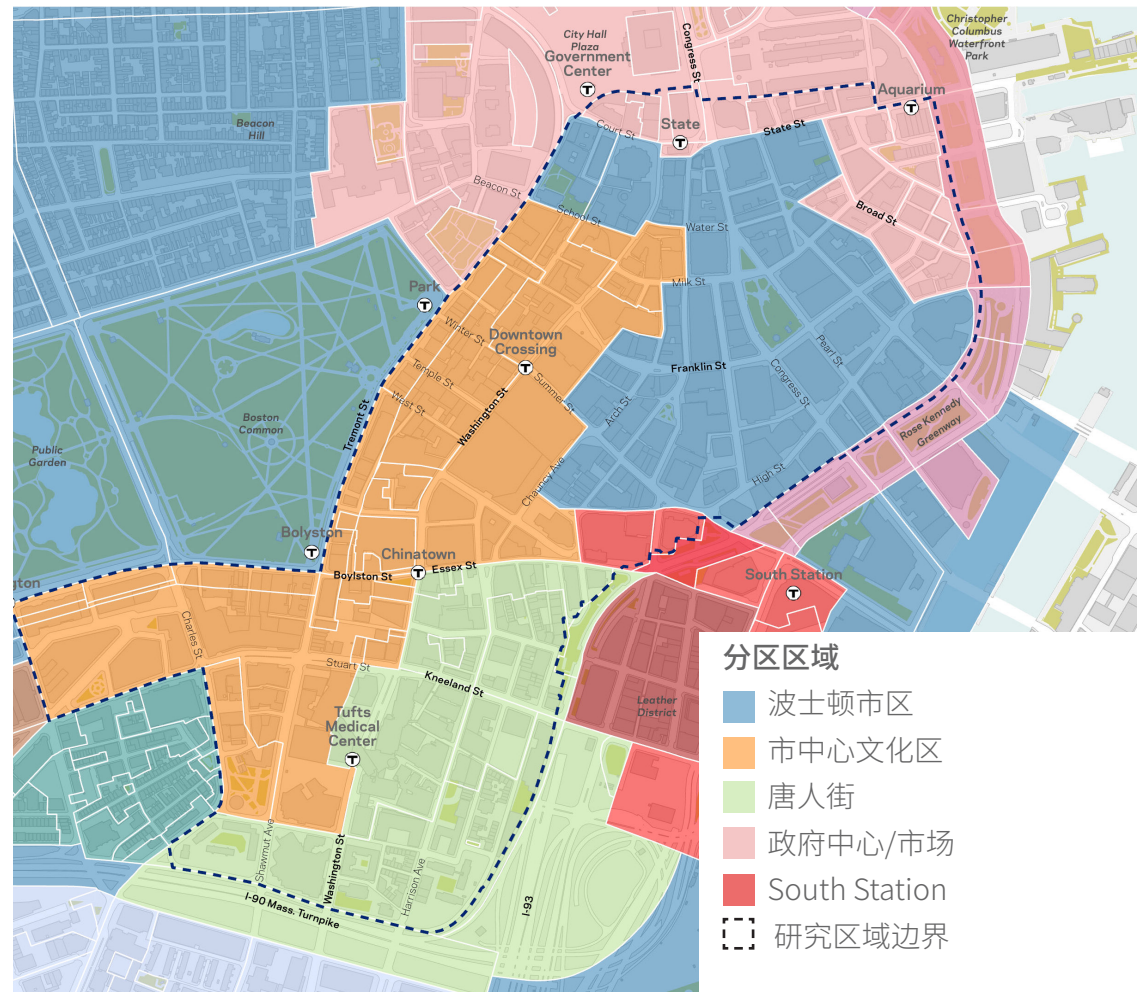 Christopher
Columbus
Waterfront
Park
City Hall
Plaza
Government
Center
Congress St
Aquarium
Beacon
Hill
Court St
State
State St
Beacon St
School St
Water St
Broad St
Park
Milk St
Winter St
Downtown
Crossing
Temple St
Summer St
Franklin St
Pearl St
Congress St
West St
Washington St
Arch St
Tremont St
Boston
Common
Public
Garden
Rose Kennedy
Greenway
Chauncy Ave
High St
Bolyston
Chinatown
Essex St
Boylston St
South Station
gton
Charles St
Stuart St
Kneeland St
Leather
District
Tufts
Medical
Center
Shawmut Ave
Washington St
Harrison Ave
I-93
I-90 Mass. Turnpike
分区区域
波士顿市区
市中心文化区
唐人街
政府中心/市场
South Station
研究区域边界